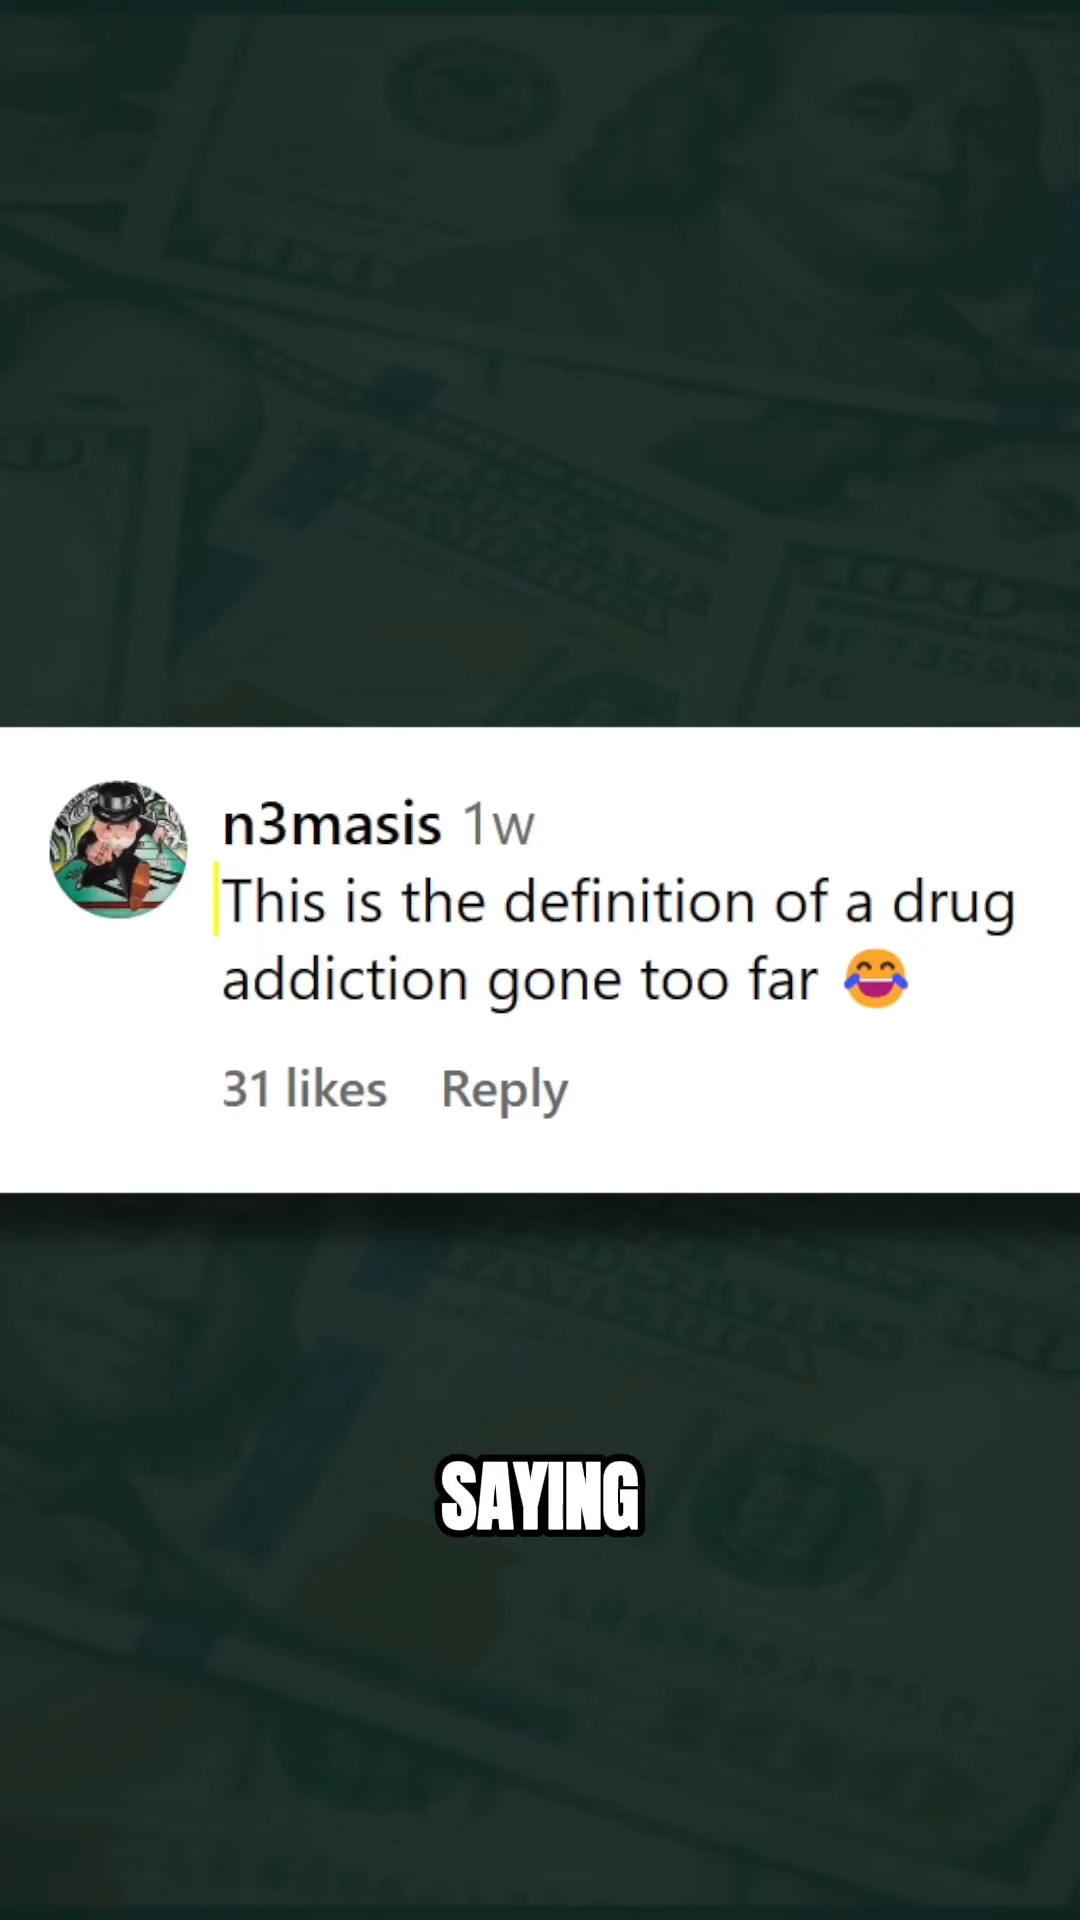 n3masis 1w
This is the definition of a drug
addiction gone too far 😂
31 likes Reply
SAYING